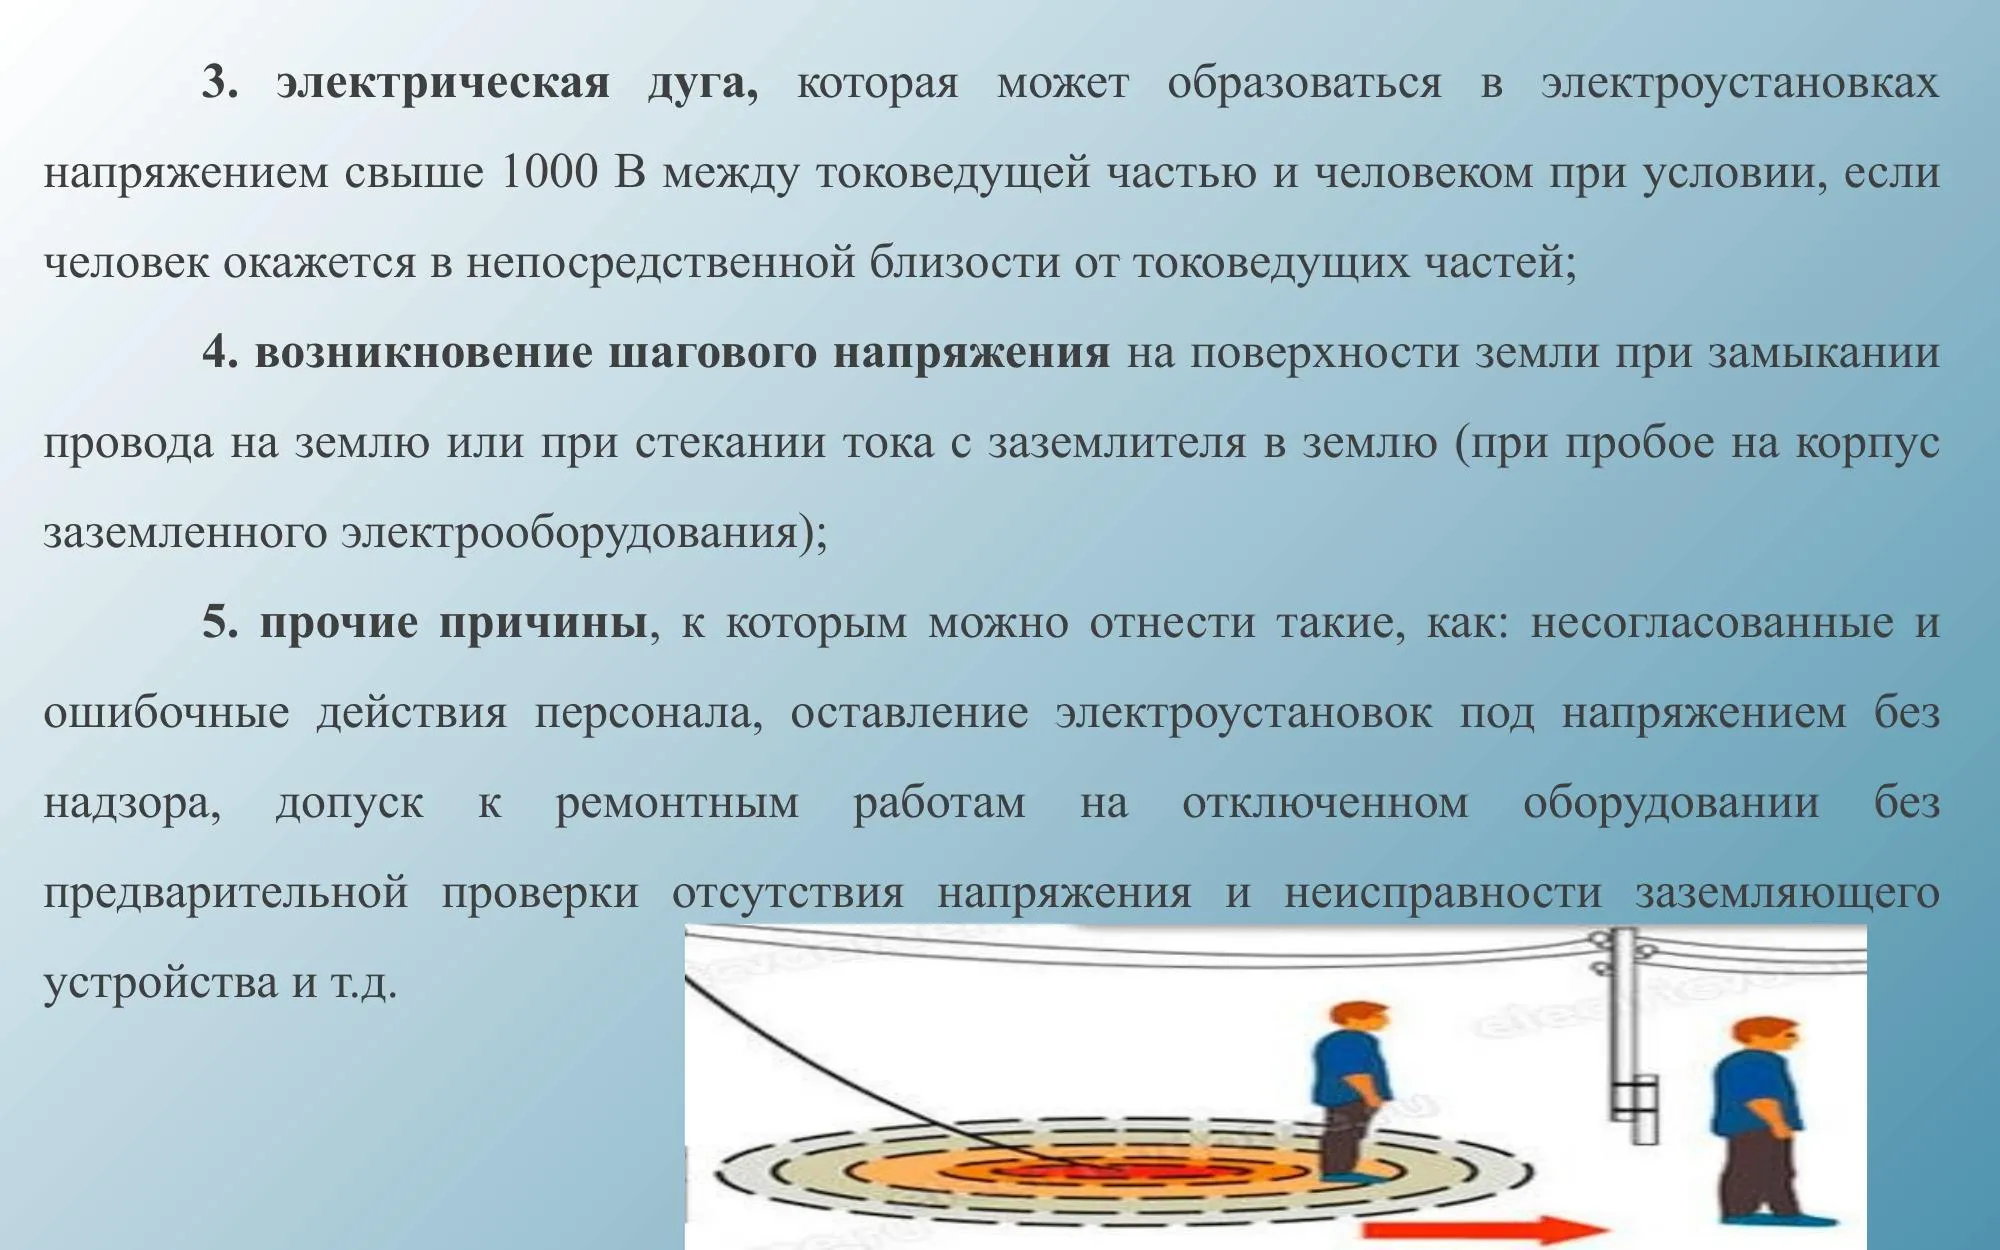 3. электрическая дуга, которая может образоваться в электроустановках
напряжением свыше 1000 В между токоведущей частью и человеком при условии, если
человек окажется в непосредственной близости от токоведущих частей;
4. возникновение шагового напряжения на поверхности земли при замыкании
провода на землю или при стекании тока с заземлителя в землю (при пробое на корпус
заземленного электрооборудования);
5. прочие причины, к которым можно отнести такие, как: несогласованные и
ошибочные действия персонала, оставление электроустановок под напряжением без
надзора, допуск к ремонтным работам на отключенном оборудовании без
предварительной проверки отсутствия напряжения и неисправности заземляющего
устройства и т.д.